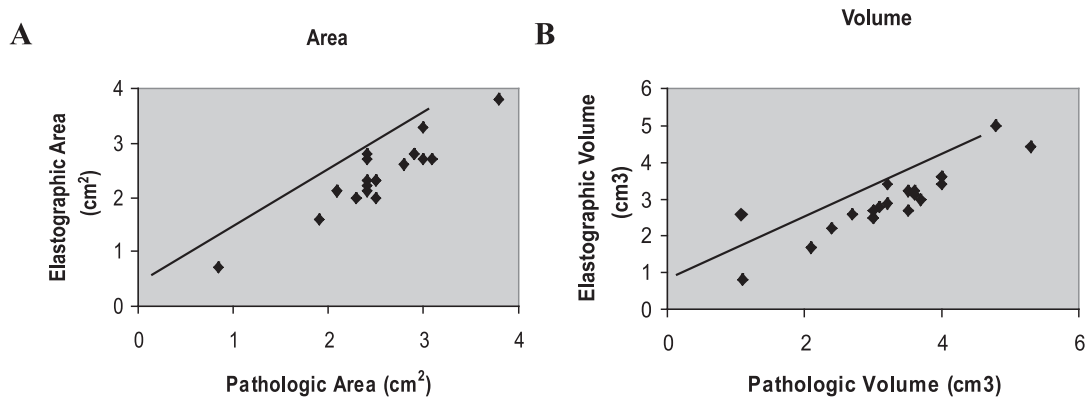 A
Area
Elastographic Area
(cm²)
4
3
2
1
0
0 1 2 3 4
Pathologic Area (cm²)
B
Volume
Elastographic Volume
(cm3)
6
5
4
3
2
1
0
0 2 4 6
Pathologic Volume (cm3)